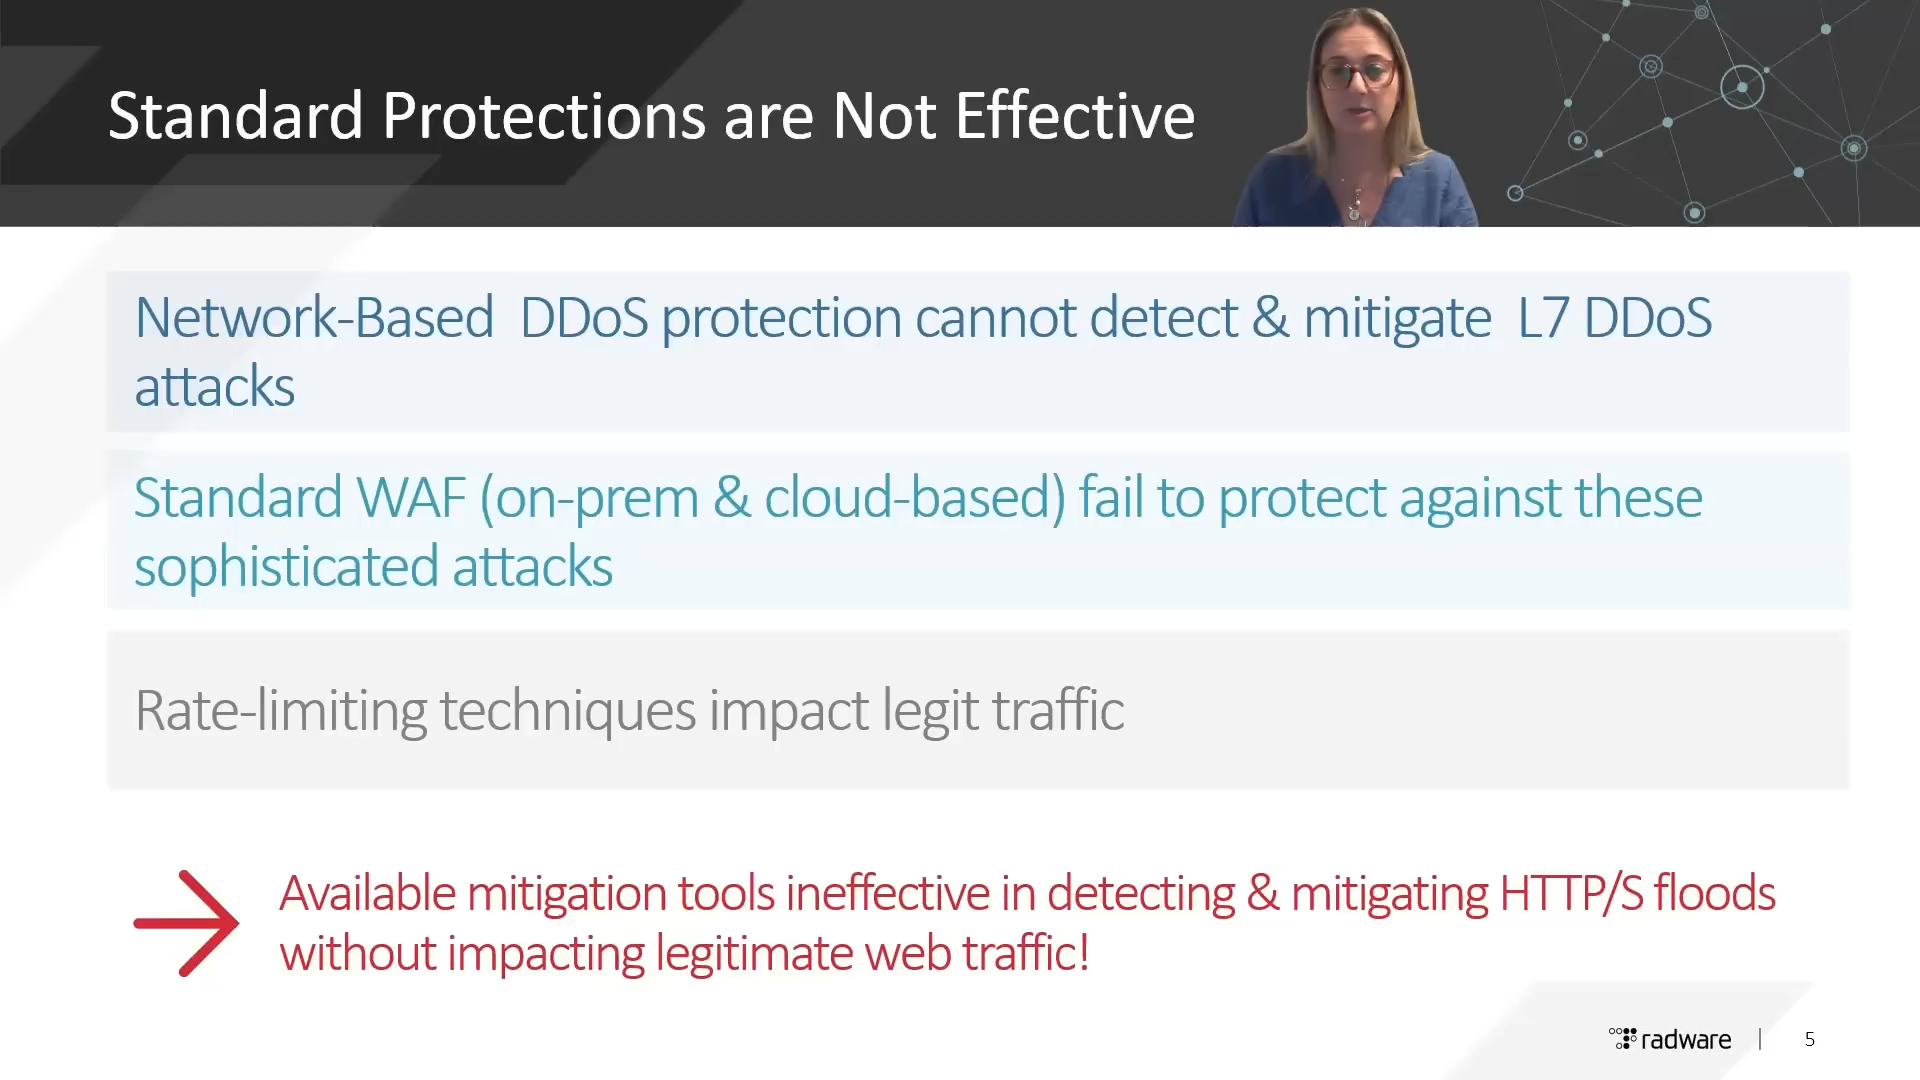 Standard Protections are Not Effective
Network-Based DDoS protection cannot detect & mitigate L7 DDoS
attacks
Standard WAF (on-prem & cloud-based) fail to protect against these
sophisticated attacks
Rate-limiting techniques impact legit traffic
Available mitigation tools ineffective in detecting & mitigating HTTP/S floods
without impacting legitimate web traffic!
radware | 5